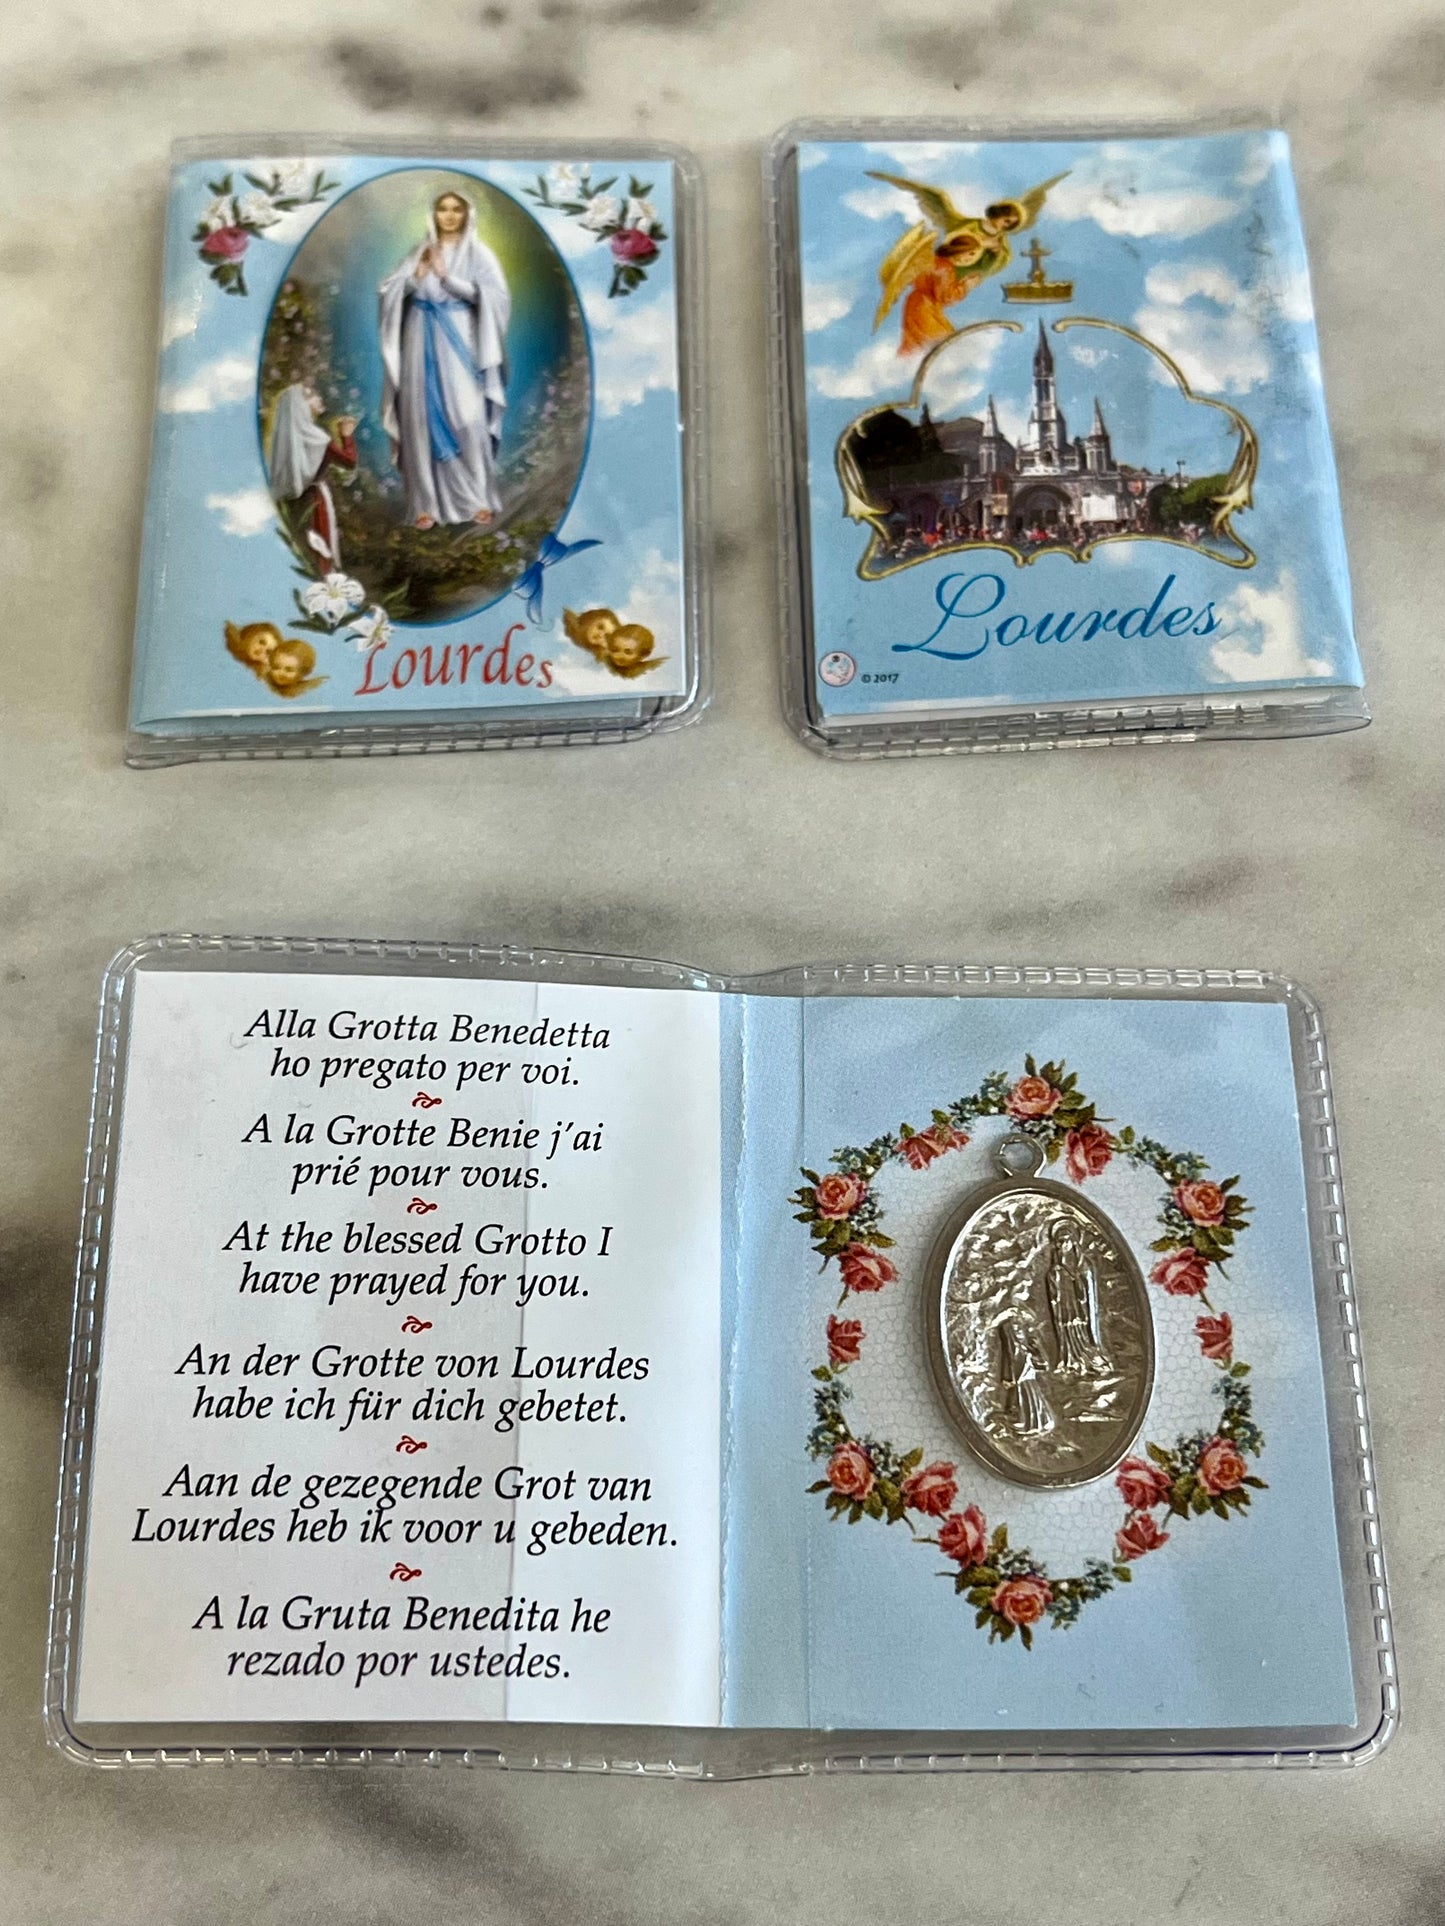 Lourdes
Lourdes
© 2017
Alla Grotta Benedetta
ho pregato per voi.
A la Grotte Benie j'ai
prié pour vous.
At the blessed Grotto I
have prayed for you.
An der Grotte von Lourdes
habe ich für dich gebetet.
Aan de gezegende Grot van
Lourdes heb ik voor u gebeden.
A la Gruta Benedita he
rezado por ustedes.